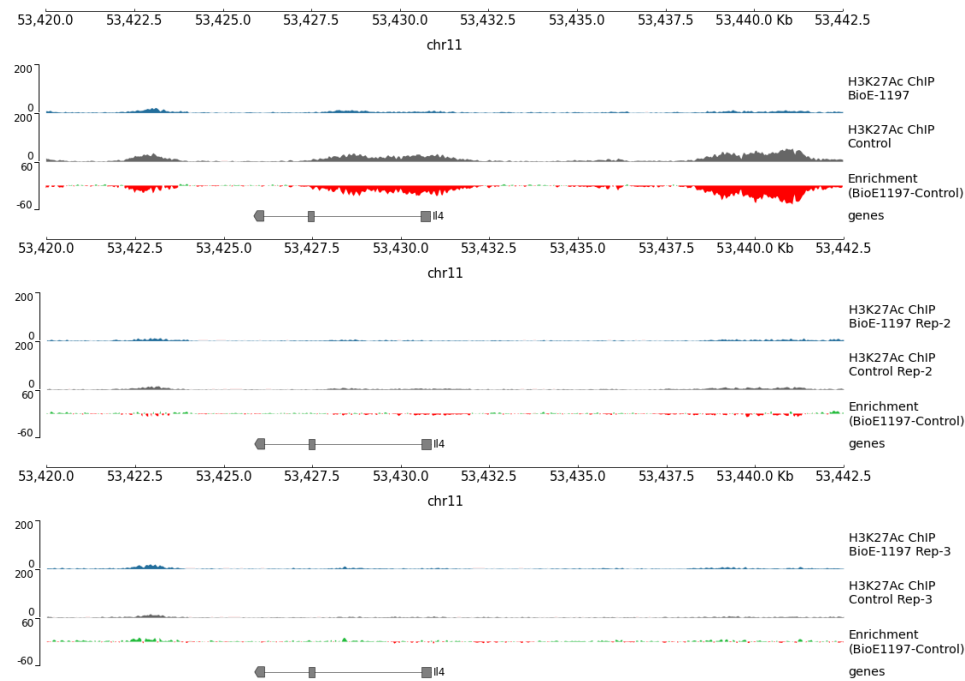 53,420.0 53,422.5 53,425.0 53,427.5 53,430.0 53,432.5 53,435.0 53,437.5 53,440.0 Kb 53,442.5
chr11
200
H3K27Ac ChIP
BioE-1197
0
200
H3K27Ac ChIP
Control
0
60
Enrichment
(BioE1197-Control)
-60
Il4
genes
53,420.0 53,422.5 53,425.0 53,427.5 53,430.0 53,432.5 53,435.0 53,437.5 53,440.0 Kb 53,442.5
chr11
200
H3K27Ac ChIP
BioE-1197 Rep-2
0
200
H3K27Ac ChIP
Control Rep-2
0
60
Enrichment
(BioE1197-Control)
-60
Il4
genes
53,420.0 53,422.5 53,425.0 53,427.5 53,430.0 53,432.5 53,435.0 53,437.5 53,440.0 Kb 53,442.5
chr11
200
H3K27Ac ChIP
BioE-1197 Rep-3
0
200
H3K27Ac ChIP
Control Rep-3
0
60
Enrichment
(BioE1197-Control)
-60
Il4
genes